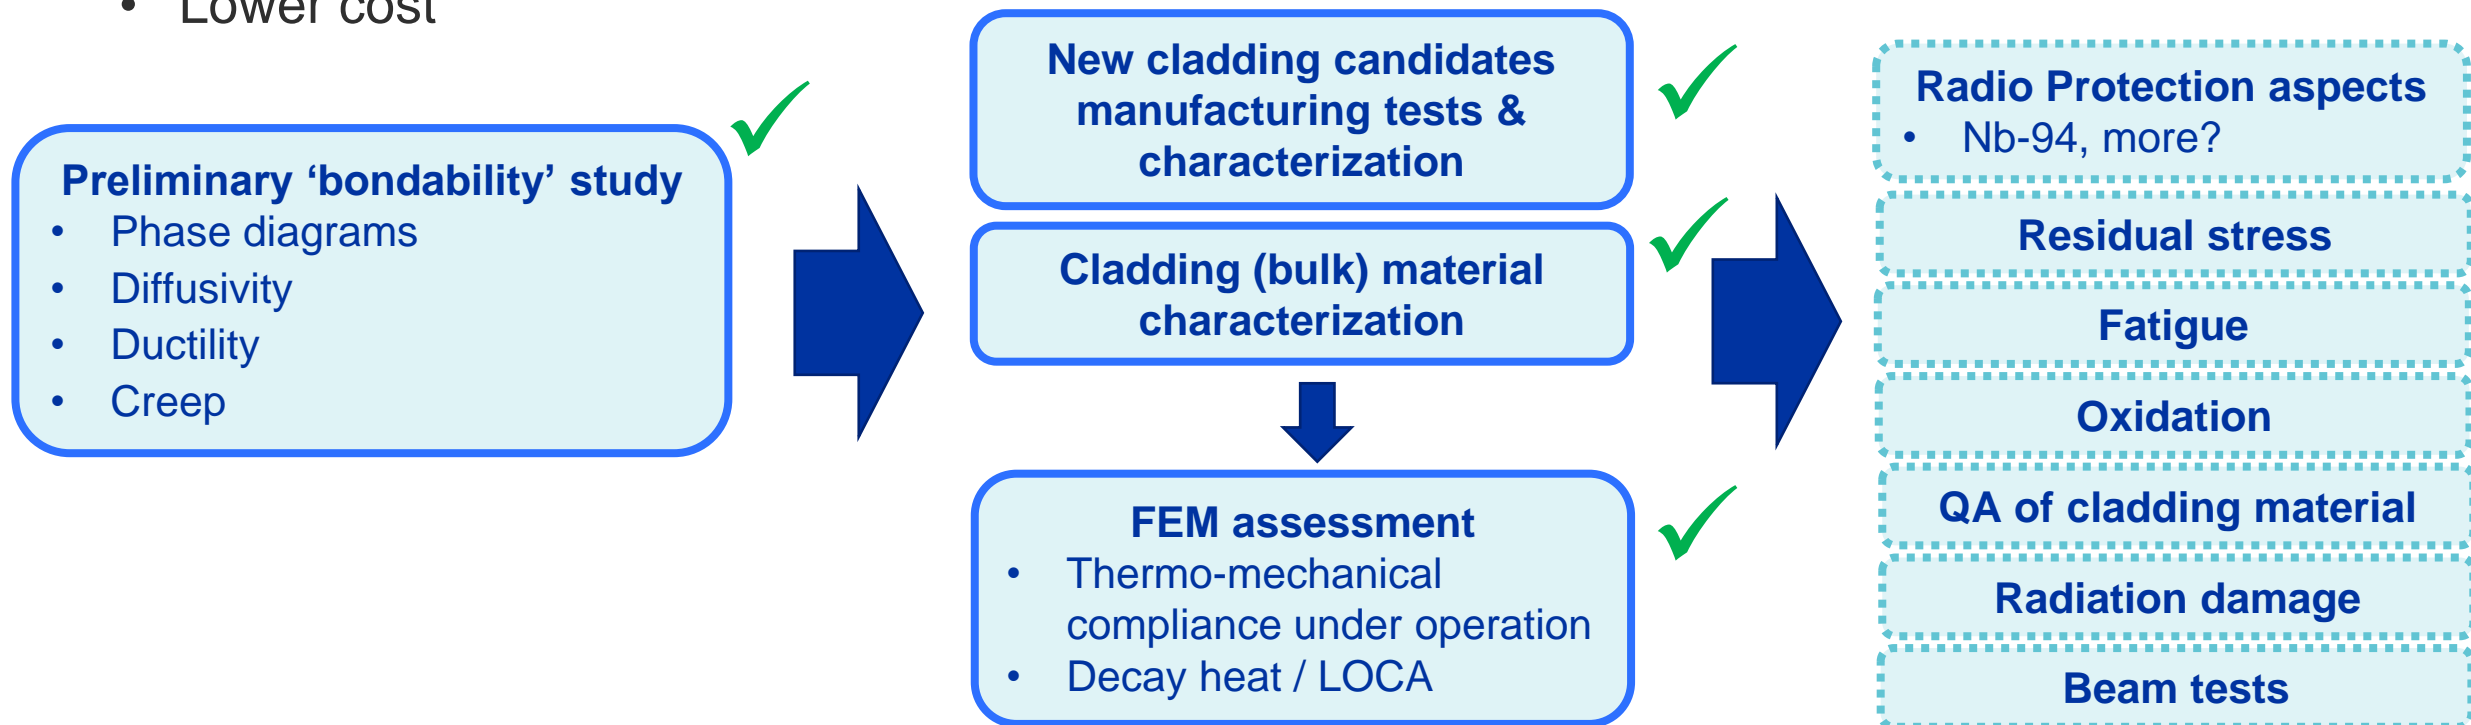 • Lower cost
Preliminary ‘bondability’ study
• Phase diagrams
• Diffusivity
• Ductility
• Creep
New cladding candidates
manufacturing tests &
characterization
Cladding (bulk) material
characterization
FEM assessment
• Thermo-mechanical
compliance under operation
• Decay heat / LOCA
Radio Protection aspects
• Nb-94, more?
Residual stress
Fatigue
Oxidation
QA of cladding material
Radiation damage
Beam tests